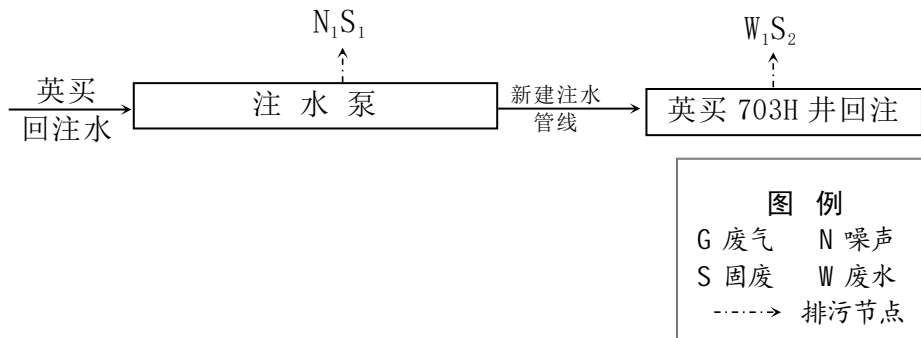 N₁S₁
W₁S₂
英买
回注水
注水泵
新建注水
管线
英买 703H 井回注
图 例
G 废气 N 噪声
S 固废 W 废水
排污节点